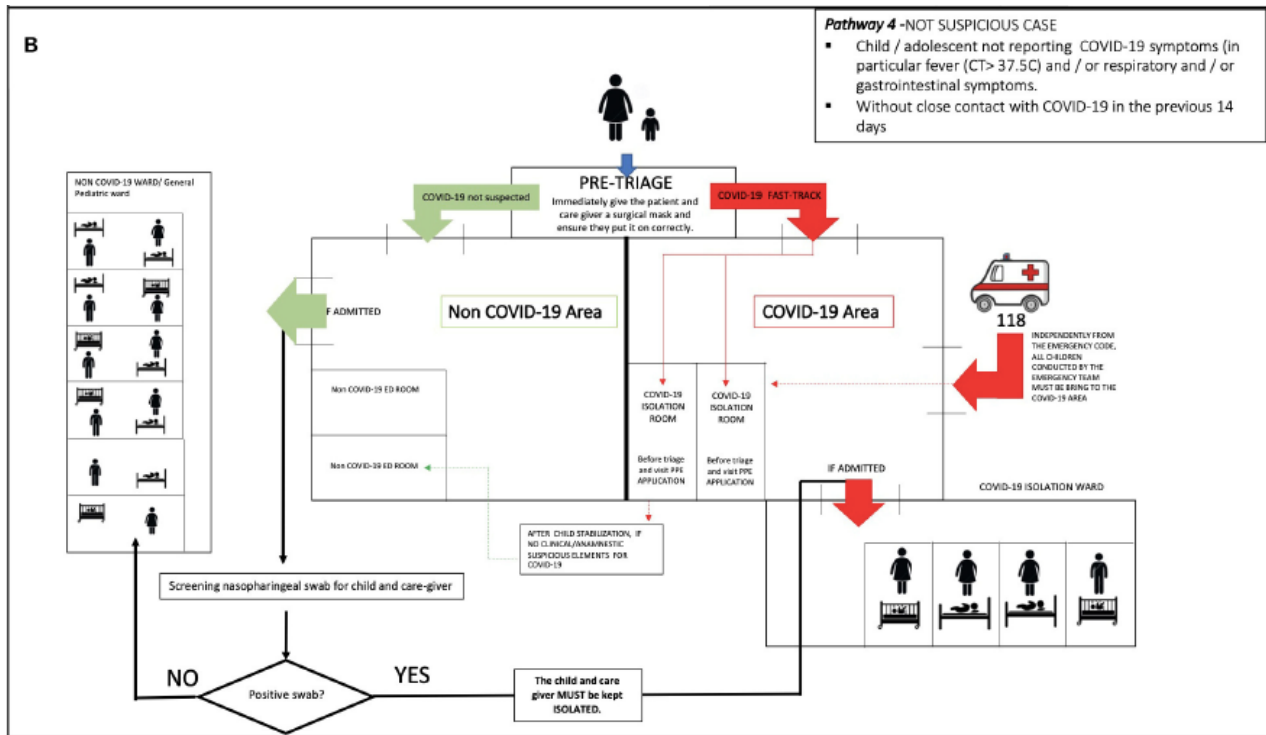 B
Pathway 4 -NOT SUSPICIOUS CASE
▪ Child / adolescent not reporting COVID-19 symptoms (in
particular fever (CT> 37.5C) and / or respiratory and / or
gastrointestinal symptoms.
▪ Without close contact with COVID-19 in the previous 14
days
NON COVID-19 WARD/ General
Pediatric ward
COVID-19 not suspected
PRE-TRIAGE
Immediately give the patient and
care giver a surgical mask and
ensure they put it on correctly.
COVID-19 FAST-TRACK
IF ADMITTED
Non COVID-19 Area
COVID-19 Area
118
INDEPENDENTLY FROM
THE EMERGENCY CODE,
ALL CHILDREN
CONDUCTED BY THE
EMERGENCY TEAM
MUST BE BRING TO THE
COVID-19 AREA
Non COVID-19 ED ROOM
Non COVID-19 ED ROOM
COVID-19
ISOLATION
ROOM
Before triage
and visit PPE
APPLICATION
COVID-19
ISOLATION
ROOM
Before triage
and visit PPE
APPLICATION
IF ADMITTED
COVID-19 ISOLATION WARD
AFTER CHILD STABILIZATION, IF
NO CLINICAL/ANAMNESTIC
SUSPICIOUS ELEMENTS FOR
COVID-19
Screening nasopharingeal swab for child and care-giver
NO
Positive swab?
YES
The child and care
giver MUST be kept
ISOLATED.